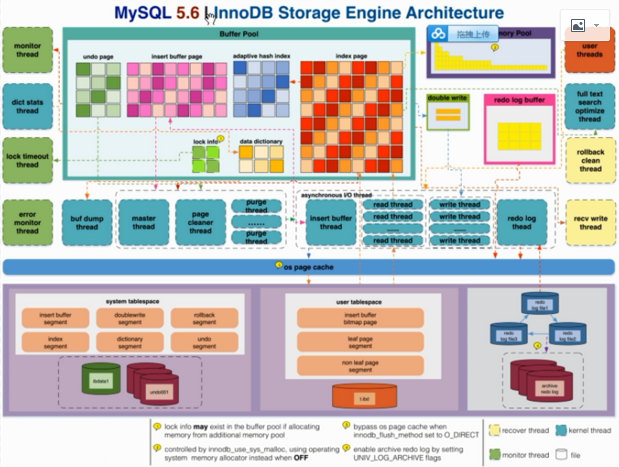 MySQL 5.6 InnoDB Storage Engine Architecture
Buffer Pool
undo page
insert buffer page
adaptive hash index
index page
拖拽上传
mory Pool
monitor
thread
user
threads
dict stats
thread
double write
redo log buffer
full text
search
optimize
thread
lock timeout
thread
lock info
data dictionary
rollback
clean
thread
asynchronous I/O thread
error
monitor
thread
buf dump
thread
master
thread
page
cleaner
thread
purge
thread
......
purge
thread
insert buffer
thread
read thread
read thread
......
read thread
write thread
write thread
......
write thread
redo log
thead
recv write
thread
os page cache
system tablespace
insert buffer
segment
doublewrite
segment
rollback
segment
index
segment
dictionary
segment
undo
segment
ibdata1
undo001
user tablespace
insert buffer
bitmap page
leaf page
segment
non leaf page
segment
t.ibd
redo
log file1
redo
log file3
redo
log file2
archive
redo log
lock info may exist in the buffer pool if allocating
memory from additional memory pool
controlled by innodb_use_sys_malloc, using operating
system memory allocator instead when OFF
bypass os page cache when
innodb_flush_method set to O_DIRECT
enable archive redo log by setting
UNIV_LOG_ARCHIVE flags
recover thread
kernel thread
monitor thread
file